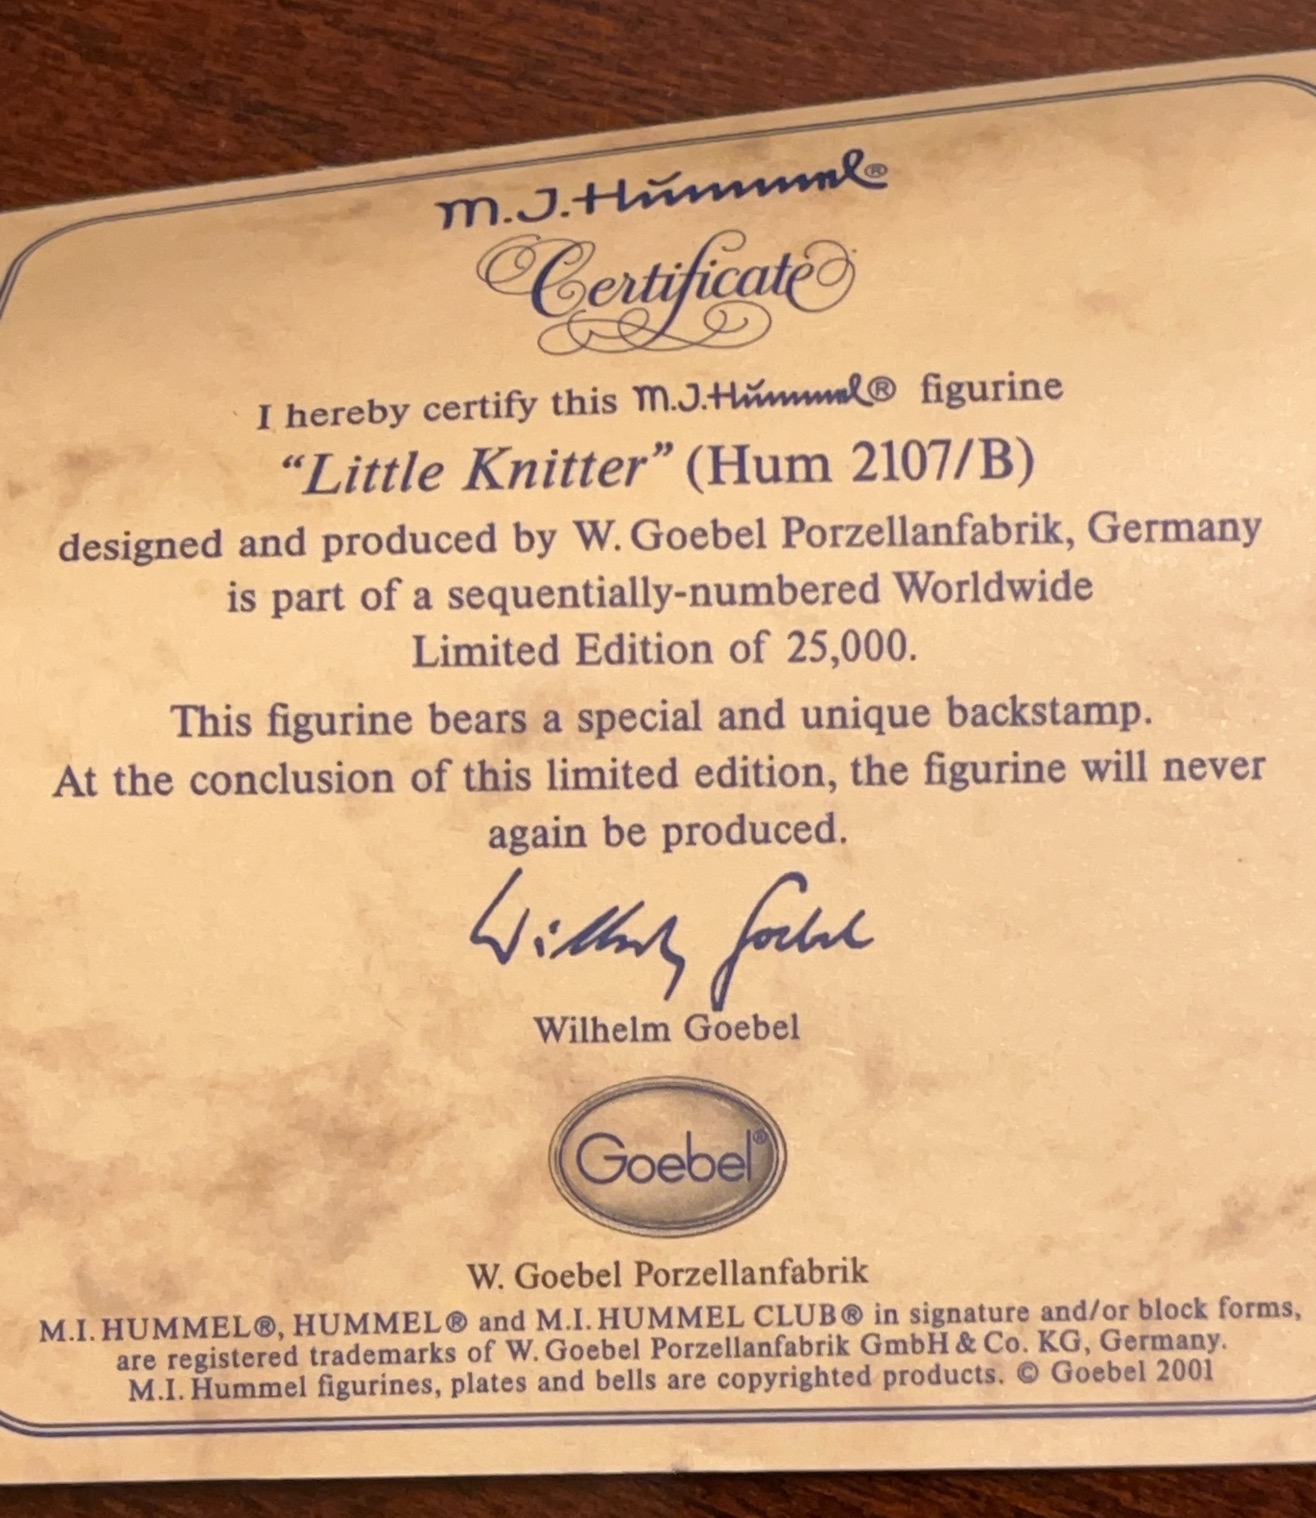 M.J.Hummel®
Certificate
I hereby certify this M.J.Hummel® figurine
“Little Knitter” (Hum 2107/B)
designed and produced by W. Goebel Porzellanfabrik, Germany
is part of a sequentially-numbered Worldwide
Limited Edition of 25,000.
This figurine bears a special and unique backstamp.
At the conclusion of this limited edition, the figurine will never
again be produced.
Wilhelm Goebel
Wilhelm Goebel
Goebel®
W. Goebel Porzellanfabrik
M.I. HUMMEL®, HUMMEL® and M.I. HUMMEL CLUB® in signature and/or block forms,
are registered trademarks of W. Goebel Porzellanfabrik GmbH & Co. KG, Germany.
M.I. Hummel figurines, plates and bells are copyrighted products. © Goebel 2001